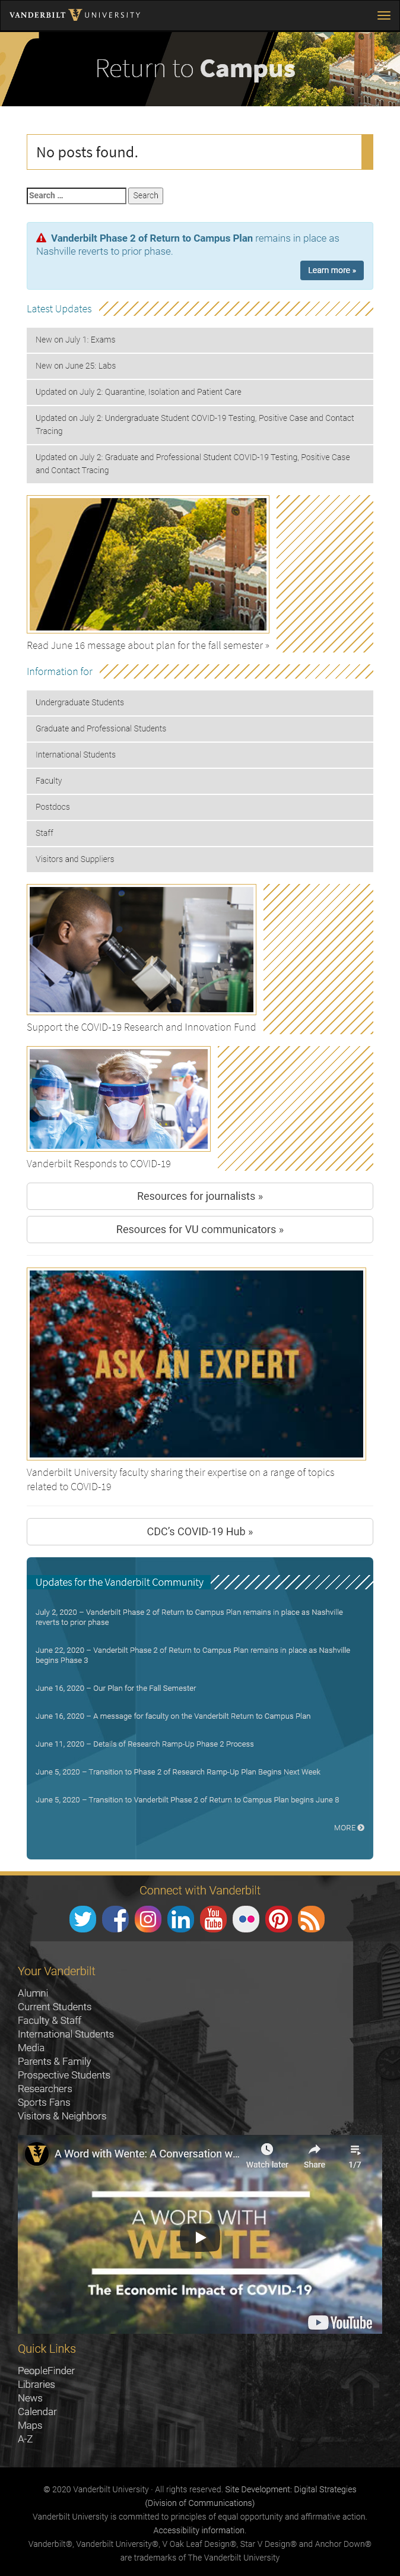 VANDERBILT V UNIVERSITY
Return to Campus
No posts found.
Search ...
Search
Vanderbilt Phase 2 of Return to Campus Plan remains in place as
Nashville reverts to prior phase.
Learn more »
Latest Updates
New on July 1: Exams
New on June 25: Labs
Updated on July 2: Quarantine, Isolation and Patient Care
Updated on July 2: Undergraduate Student COVID-19 Testing, Positive Case and Contact
Tracing
Updated on July 2: Graduate and Professional Student COVID-19 Testing, Positive Case
and Contact Tracing
Read June 16 message about plan for the fall semester »
Information for
Undergraduate Students
Graduate and Professional Students
International Students
Faculty
Postdocs
Staff
Visitors and Suppliers
Support the COVID-19 Research and Innovation Fund
Vanderbilt Responds to COVID-19
Resources for journalists »
Resources for VU communicators »
ASK AN EXPERT
Vanderbilt University faculty sharing their expertise on a range of topics
related to COVID-19
CDC's COVID-19 Hub »
Updates for the Vanderbilt Community
July 2, 2020 – Vanderbilt Phase 2 of Return to Campus Plan remains in place as Nashville
reverts to prior phase
June 22, 2020 – Vanderbilt Phase 2 of Return to Campus Plan remains in place as Nashvillle
begins Phase 3
June 16, 2020 – Our Plan for the Fall Semester
June 16, 2020 – A message for faculty on the Vanderbilt Return to Campus Plan
June 11, 2020 – Details of Research Ramp-Up Phase 2 Process
June 5, 2020 – Transition to Phase 2 of Research Ramp-Up Plan Begins Next Week
June 5, 2020 – Transition to Vanderbilt Phase 2 of Return to Campus Plan begins June 8
MORE
Connect with Vanderbilt
You Tube
Your Vanderbilt
Alumni
Current Students
Faculty & Staff
International Students
Media
Parents & Family
Prospective Students
Researchers
Sports Fans
Visitors & Neighbors
A Word with Wente: A Conversation w...
Watch later
Share
1/7
A WORD WITH
WENTE
The Economic Impact of COVID-19
YouTube
Quick Links
PeopleFinder
Libraries
News
Calendar
Maps
A-Z
© 2020 Vanderbilt University · All rights reserved. Site Development: Digital Strategies
(Division of Communications)
Vanderbilt University is committed to principles of equal opportunity and affirmative action.
Accessibility information.
Vanderbilt®, Vanderbilt University®, V Oak Leaf Design®, Star V Design® and Anchor Down®
are trademarks of The Vanderbilt University